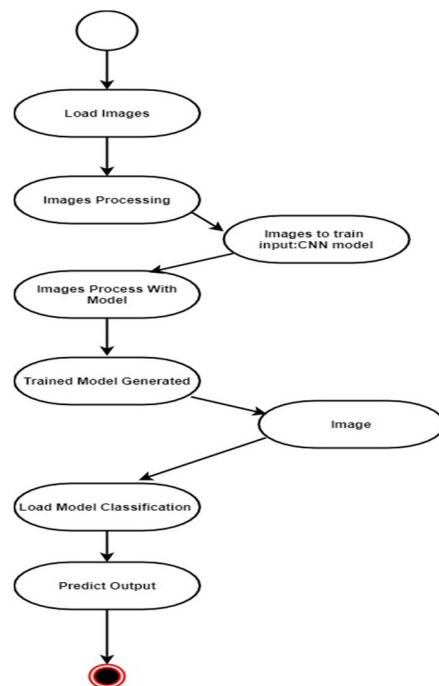 Load Images
Images Processing
Images to train
input:CNN model
Images Process With
Model
Trained Model Generated
Image
Load Model Classification
Predict Output